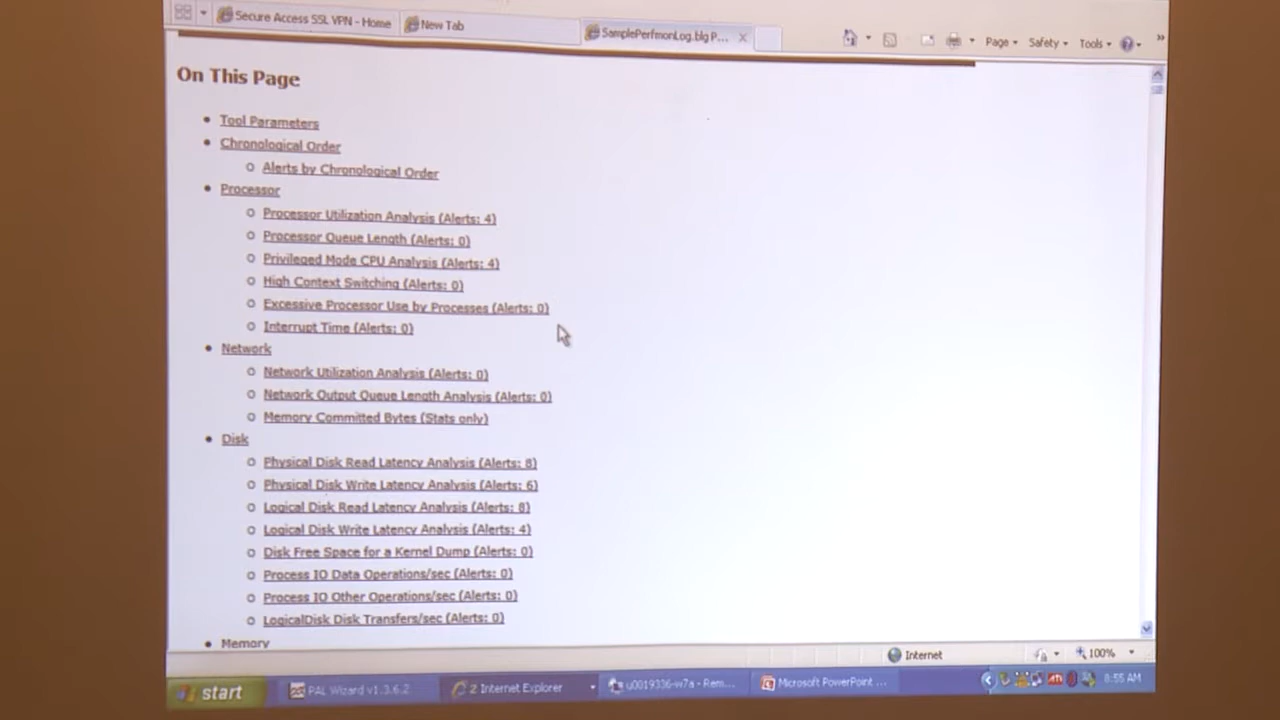 Secure Access SSL VPN - Home
New Tab
SamplePerfmonLog.blg P...
Page
Safety
Tools
On This Page
Tool Parameters
Chronological Order
Alerts by Chronological Order
Processor
Processor Utilization Analysis (Alerts: 4)
Processor Queue Length (Alerts: 0)
Privileged Mode CPU Analysis (Alerts: 4)
High Context Switching (Alerts: 0)
Excessive Processor Use by Processes (Alerts: 0)
Interrupt Time (Alerts: 0)
Network
Network Utilization Analysis (Alerts: 0)
Network Output Queue Length Analysis (Alerts: 0)
Memory Committed Bytes (Stats only)
Disk
Physical Disk Read Latency Analysis (Alerts: 8)
Physical Disk Write Latency Analysis (Alerts: 6)
Logical Disk Read Latency Analysis (Alerts: 8)
Logical Disk Write Latency Analysis (Alerts: 4)
Disk Free Space for a Kernel Dump (Alerts: 0)
Process IO Data Operations/sec (Alerts: 0)
Process IO Other Operations/sec (Alerts: 0)
LogicalDisk Disk Transfers/sec (Alerts: 0)
Memory
Internet
100%
start
PAL Wizard v1.3.6.2
2 Internet Explorer
u0019336-w7a - Rem...
Microsoft PowerPoint ...
8:55 AM